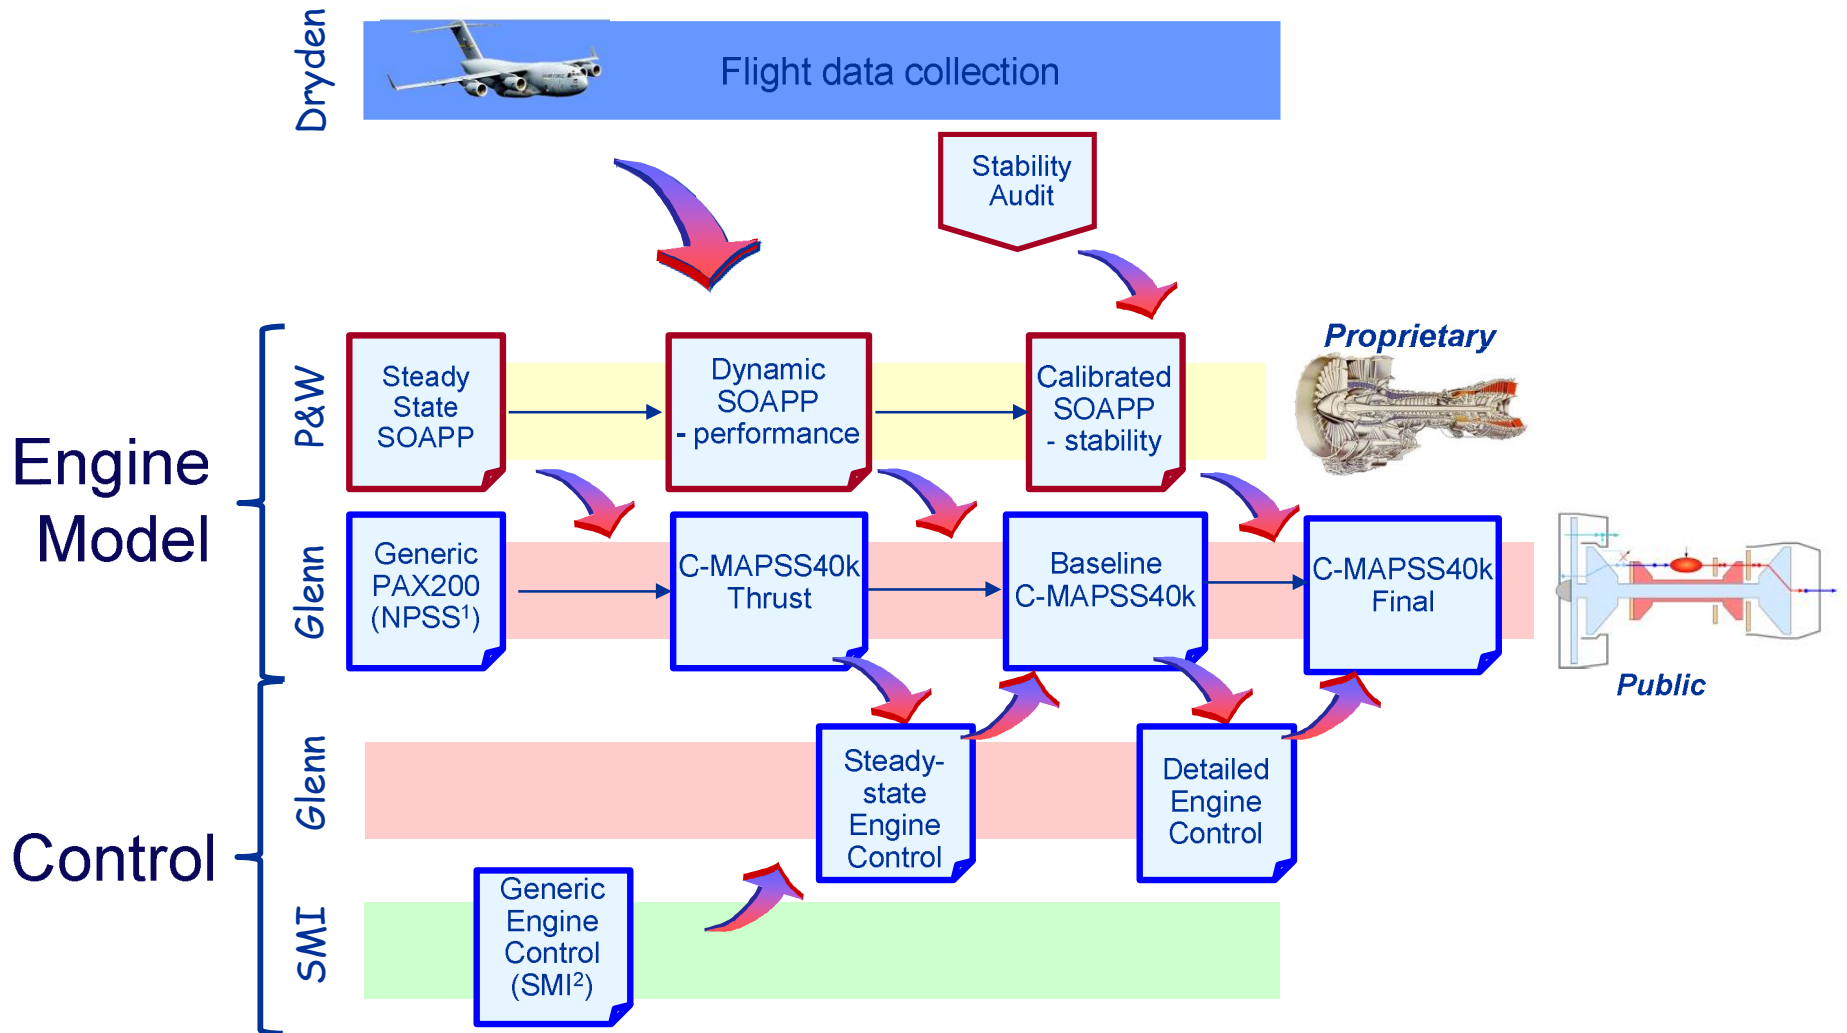 Dryden
Flight data collection
Stability
Audit
Engine
Model
P&W
Steady
State
SOAPP
Dynamic
SOAPP
- performance
Calibrated
SOAPP
- stability
Proprietary
Glenn
Generic
PAX200
(NPSS¹)
C-MAPSS40k
Thrust
Baseline
C-MAPSS40k
C-MAPSS40k
Final
Public
Control
Glenn
Steady-
state
Engine
Control
Detailed
Engine
Control
SMI
Generic
Engine
Control
(SMI²)